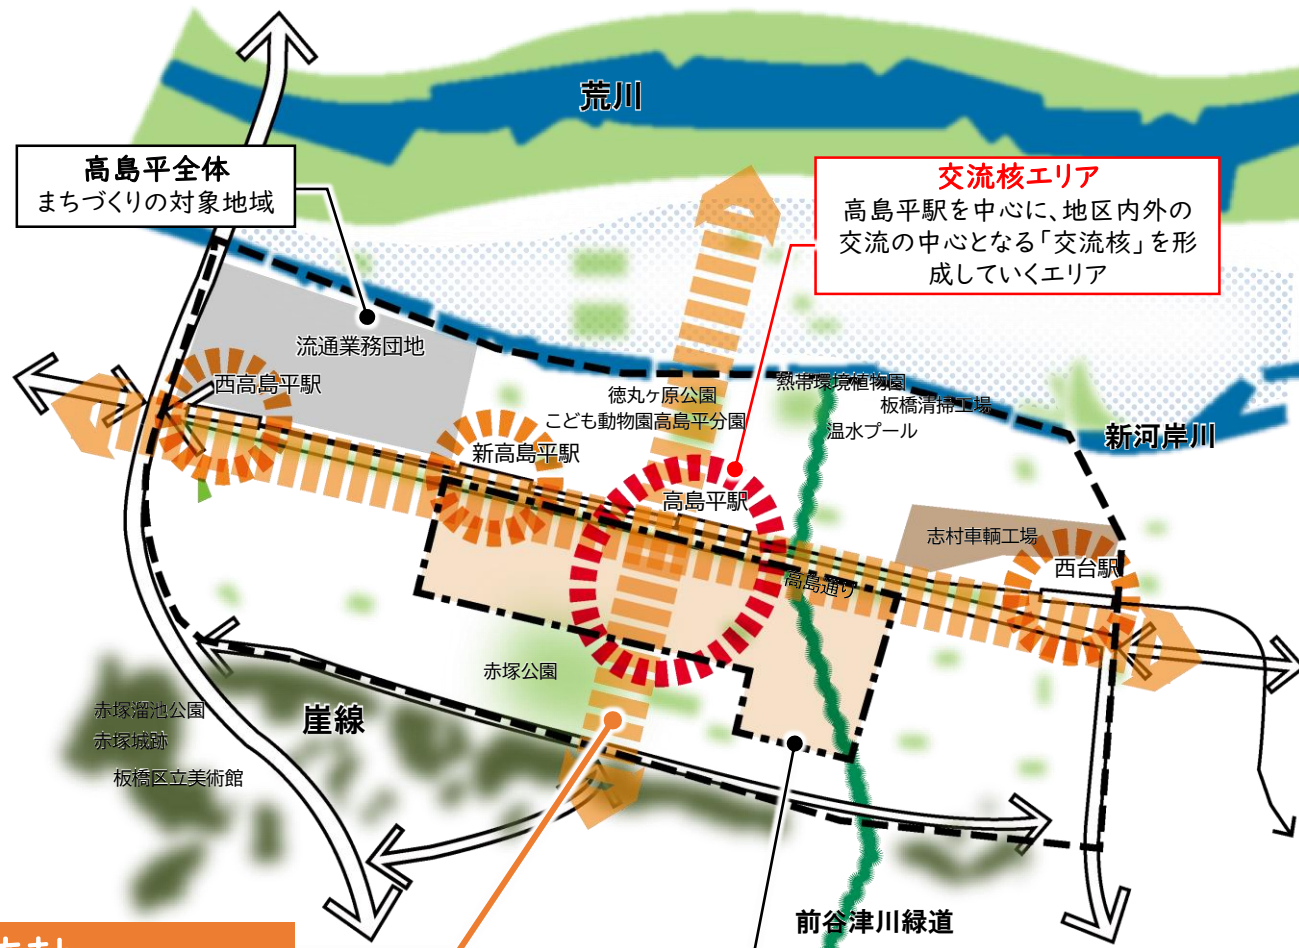 荒川
高島平全体
まちづくりの対象地域
交流核エリア
高島平駅を中心に、地区内外の
交流の中心となる「交流核」を形
成していくエリア
流通業務団地
西高島平駅
徳丸ヶ原公園
こども動物園高島平分園
熱帯環境植物園
板橋清掃工場
温水プール
新河岸川
新高島平駅
高島平駅
志村車輌工場
西台駅
高島通り
赤塚公園
崖線
赤塚溜池公園
赤塚城跡
板橋区立美術館
前谷津川緑道